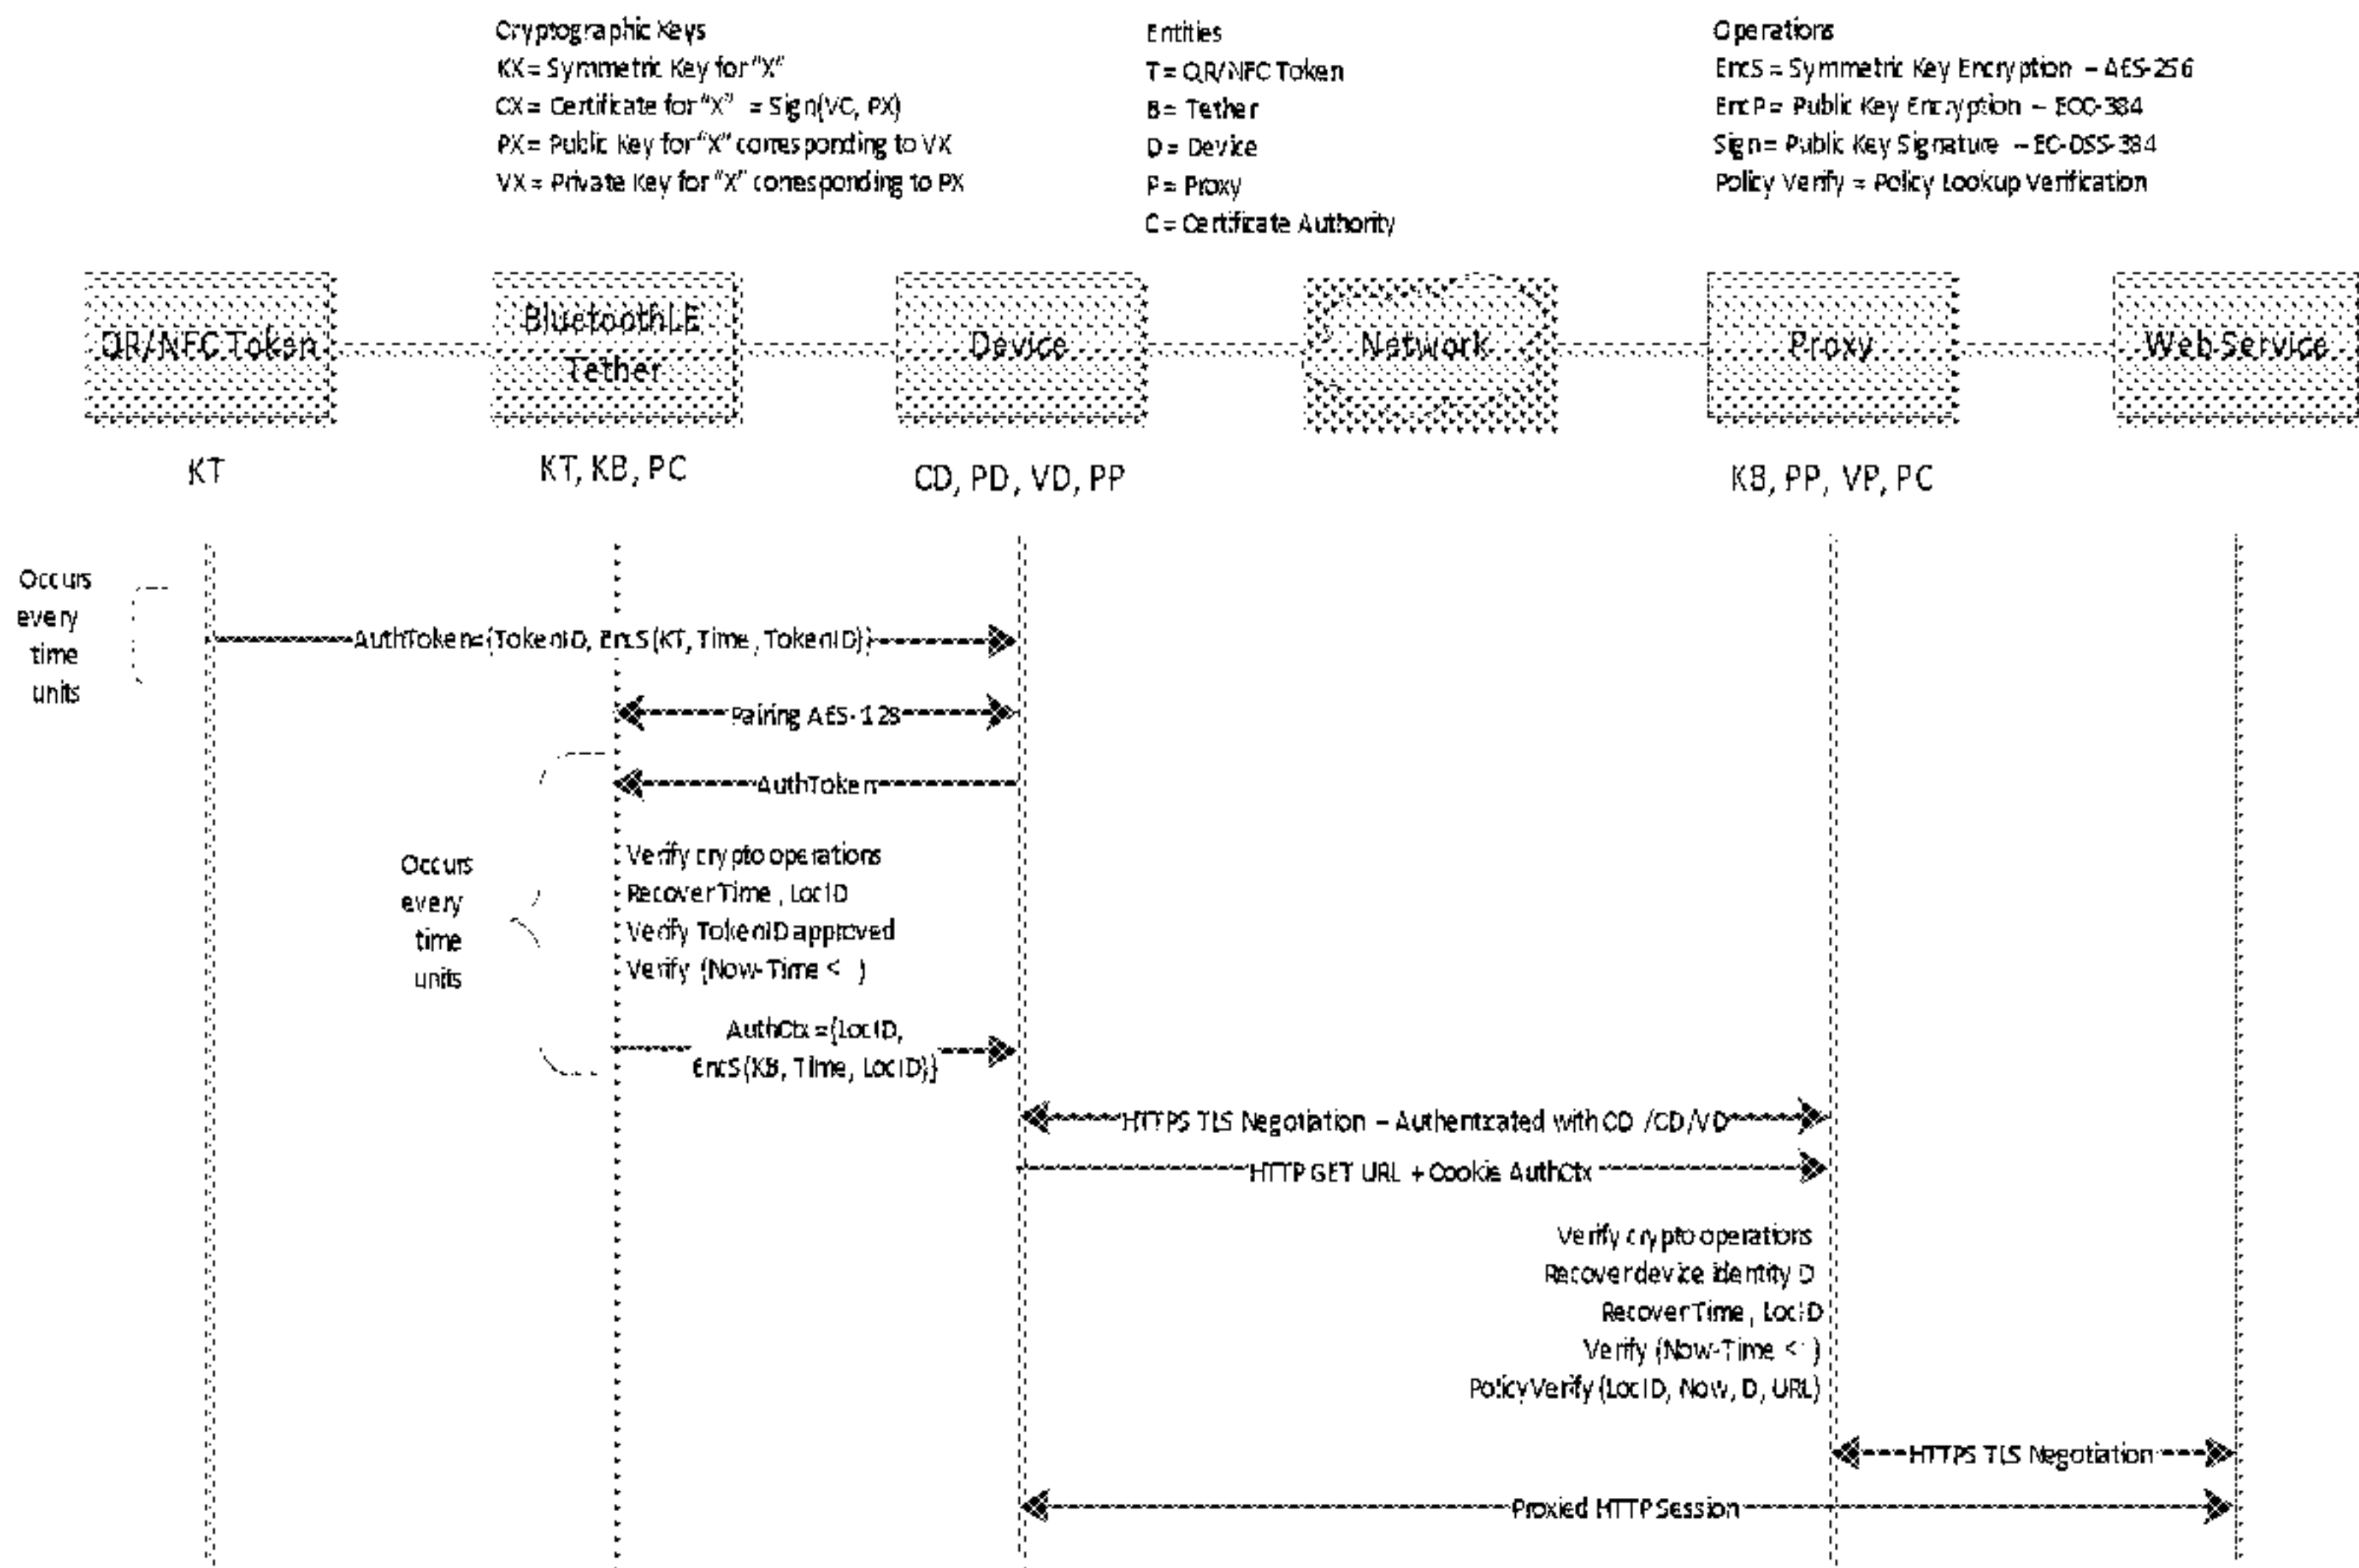 Cryptographic Keys
KX = Symmetric Key for "X"
CX = Certificate for "X" = Sign(VC, PX)
PX = Public Key for "X" corresponding to VX
VX = Private Key for "X" corresponding to PX
Entities
T = QR/NFC Token
B = Tether
D = Device
P = Proxy
C = Certificate Authority
Operations
EncS = Symmetric Key Encryption – AES-256
EncP = Public Key Encryption – ECC-384
Sign = Public Key Signature – EC-DSS-384
Policy Verify = Policy Lookup Verification
QR/NFC Token
BluetoothLE
Tether
Device
Network
Proxy
Web Service
KT
KT, KB, PC
CD, PD, VD, PP
KB, PP, VP, PC
Occurs
every
time
units
AuthToken={TokenID, EncS(KT, Time, TokenID)}
Pairing AES-128
AuthToken
Occurs
every
time
units
Verify crypto operations
Recover Time, LocID
Verify TokenID approved
Verify (Now-Time < )
AuthCtx={LocID,
EncS(KB, Time, LocID)}
HTTPS TLS Negotiation – Authenticated with CD /CD/VD
HTTP GET URL + Cookie AuthCtx
Verify crypto operations
Recover device identity D
Recover Time, LocID
Verify (Now-Time < )
PolicyVerify (LocID, Now, D, URL)
HTTPS TLS Negotiation
Proxied HTTP Session